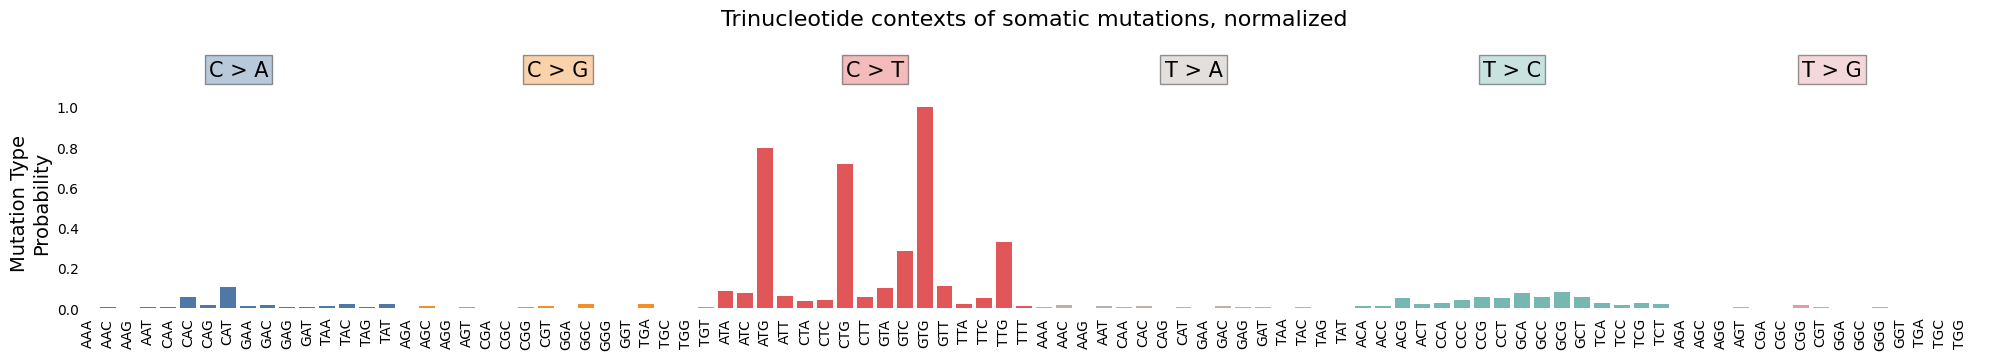 Trinucleotide contexts of somatic mutations, normalized
C > A
C > G
C > T
T > A
T > C
T > G
Mutation Type
Probability
1.0
0.8
0.6
0.4
0.2
0.0
AAA
AAC
AAG
AAT
CAA
CAC
CAG
CAT
GAA
GAC
GAG
GAT
TAA
TAC
TAG
TAT
AGA
AGC
AGG
AGT
CGA
CGC
CGG
CGT
GGA
GGC
GGG
GGT
TGA
TGC
TGG
TGT
ATA
ATC
ATG
ATT
CTA
CTC
CTG
CTT
GTA
GTC
GTG
GTT
TTA
TTC
TTG
TTT
AAA
AAC
AAG
AAT
CAA
CAC
CAG
CAT
GAA
GAC
GAG
GAT
TAA
TAC
TAG
TAT
ACA
ACC
ACG
ACT
CCA
CCC
CCG
CCT
GCA
GCC
GCG
GCT
TCA
TCC
TCG
TCT
AGA
AGC
AGG
AGT
CGA
CGC
CGG
CGT
GGA
GGC
GGG
GGT
TGA
TGC
TGG